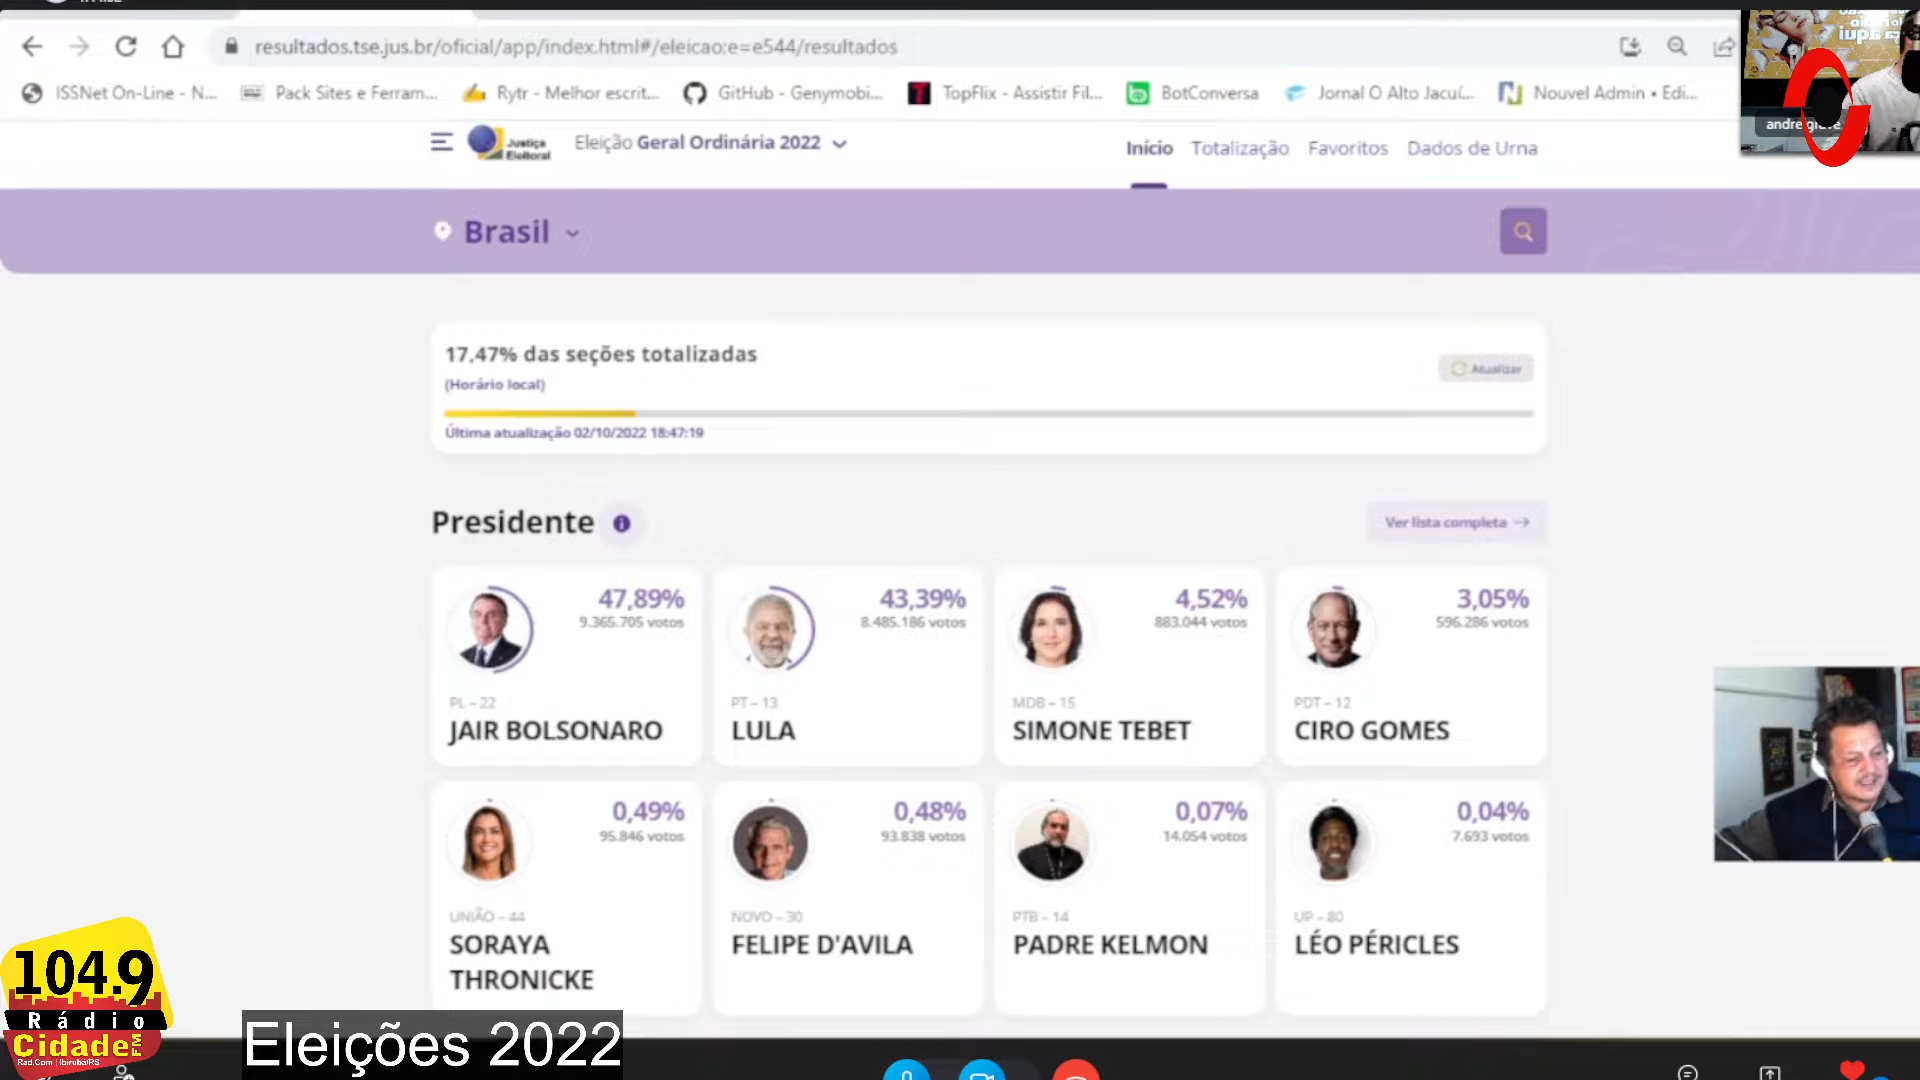 resultados.tse.jus.br/oficial/app/index.html#/eleicao:e=e544/resultados
ISSNet On-Line - N...
Pack Sites e Ferram...
Rytr - Melhor escrit...
GitHub - Genymobi...
TopFlix - Assistir Fil...
BotConversa
Jornal O Alto Jacuí...
Nouvel Admin • Edi...
Justiça
Eleitoral
Eleição Geral Ordinária 2022
Início
Totalização
Favoritos
Dados de Urna
Brasil
17,47% das seções totalizadas
(Horário local)
Atualizar
Última atualização 02/10/2022 18:47:19
Presidente
Ver lista completa →
47,89%
9.365.705 votos
PL – 22
JAIR BOLSONARO
43,39%
8.485.186 votos
PT – 13
LULA
4,52%
883.044 votos
MDB – 15
SIMONE TEBET
3,05%
596.286 votos
PDT – 12
CIRO GOMES
0,49%
95.846 votos
UNIÃO – 44
SORAYA
THRONICKE
0,48%
93.838 votos
NOVO – 30
FELIPE D'AVILA
0,07%
14.054 votos
PTB – 14
PADRE KELMON
0,04%
7.693 votos
UP – 80
LÉO PÉRICLES
104.9
Rádio
Cidade FM
Rad.Com | Ibirubá/RS
Eleições 2022